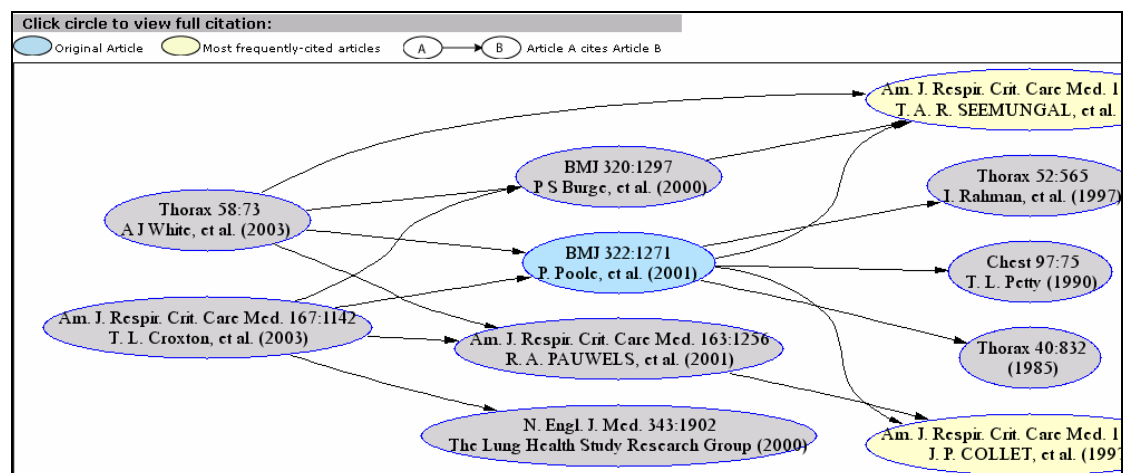 Click circle to view full citation:
Original Article
Most frequently-cited articles
A
B
Article A cites Article B
Thorax 58:73
A J White, et al. (2003)
Am. J. Respir. Crit. Care Med. 167:1142
T. L. Croxton, et al. (2003)
BMJ 320:1297
P S Burge, et al. (2000)
BMJ 322:1271
P. Poole, et al. (2001)
Am. J. Respir. Crit. Care Med. 163:1256
R. A. PAUWELS, et al. (2001)
N. Engl. J. Med. 343:1902
The Lung Health Study Research Group (2000)
Am. J. Respir. Crit. Care Med. 1
T. A. R. SEEMUNGAL, et al.
Thorax 52:565
I. Rahman, et al. (1997)
Chest 97:75
T. L. Petty (1990)
Thorax 40:832
(1985)
Am. J. Respir. Crit. Care Med. 1
J. P. COLLET, et al.